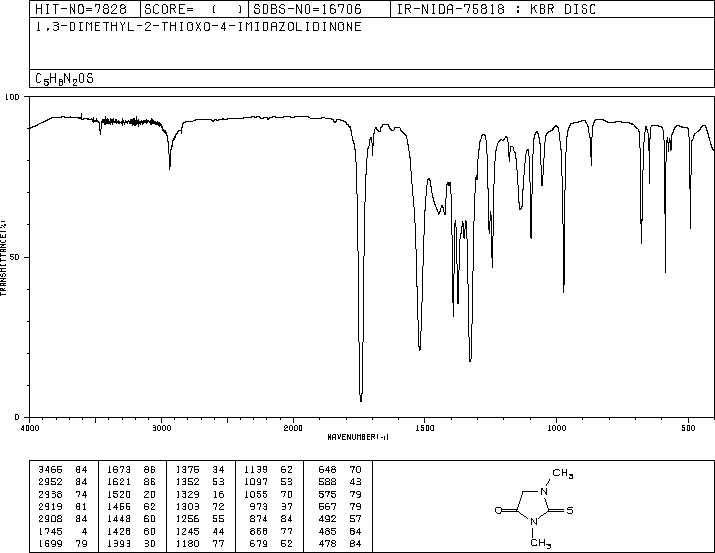 HIT-NO=7828 SCORE= ( ) SDBS-NO=16706 IR-NIDA-75818 : KBR DISC
1,3-DIMETHYL-2-THIOXO-4-IMIDAZOLIDINONE
C5H8N2OS
100
50
0
TRANSMITTANCE(%)
4000 3000 2000 1500 1000 500
WAVENUMBER(-1)
3465 84 1673 86 1376 34 1139 62 648 70
2952 84 1621 86 1352 53 1097 53 588 43
2938 74 1520 20 1329 16 1055 70 575 79
2919 81 1466 62 1303 72 973 37 567 79
2908 84 1448 60 1256 55 874 84 492 57
1745 4 1428 60 1245 44 868 77 485 84
1699 79 1393 30 1180 77 679 52 478 84
CH3
N
O S
N
CH3